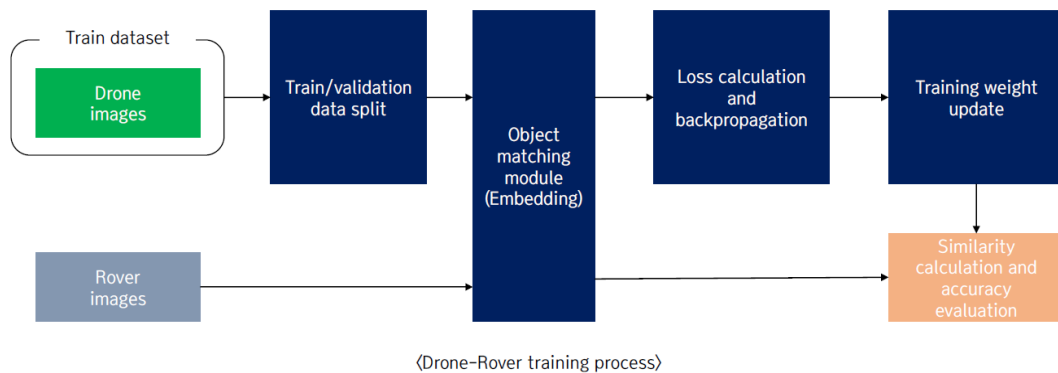 Train dataset
Drone
images
Train/validation
data split
Object
matching
module
(Embedding)
Loss calculation
and
backpropagation
Training weight
update
Rover
images
Similarity
calculation and
accuracy
evaluation
〈Drone-Rover training process〉